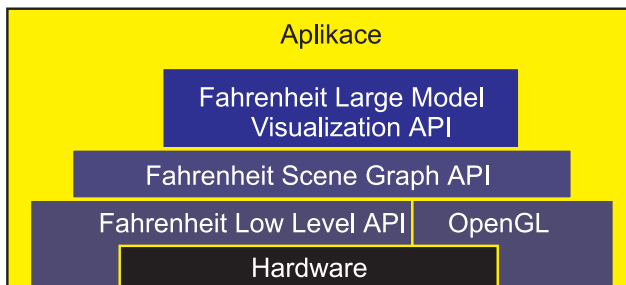 Aplikace
Fahrenheit Large Model
Visualization API
Fahrenheit Scene Graph API
Fahrenheit Low Level API
OpenGL
Hardware